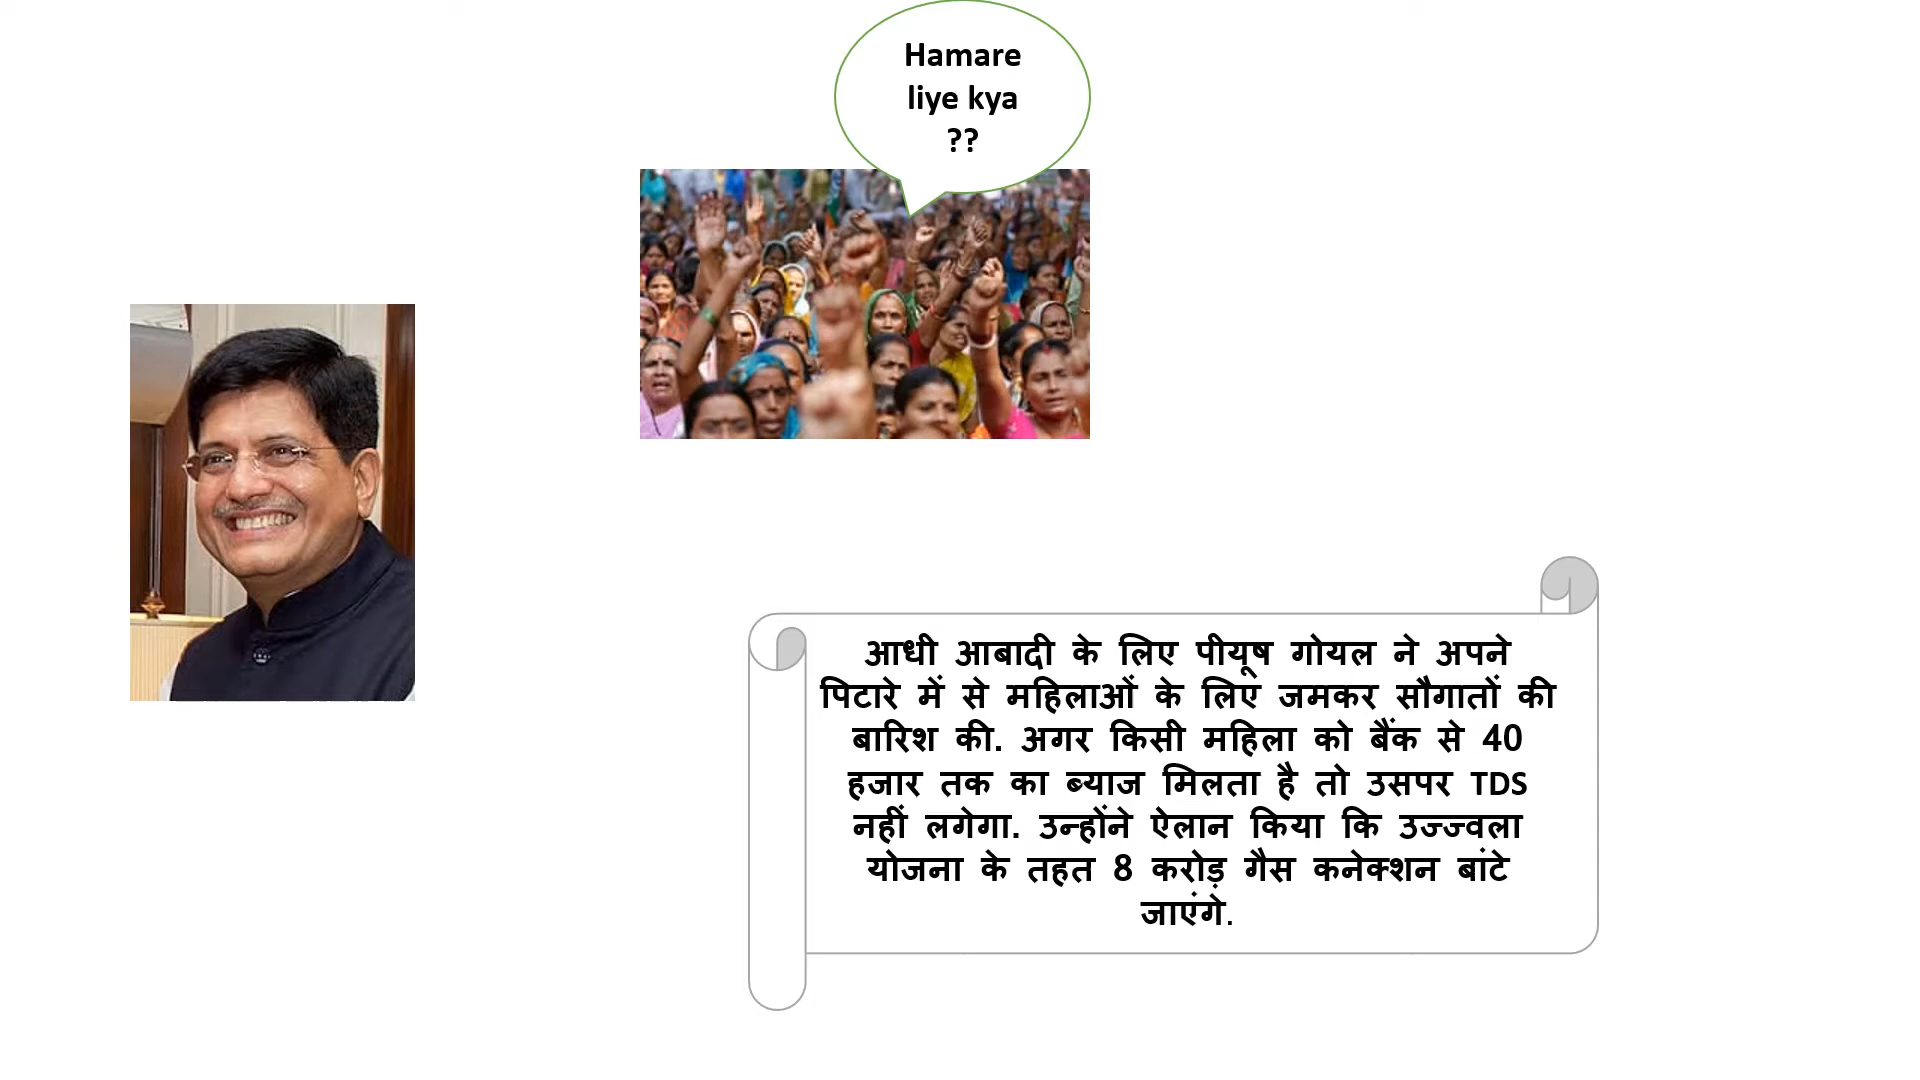 Hamare
liye kya
??
आधी आबादी के लिए पीयूष गोयल ने अपने
पिटारे में से महिलाओं के लिए जमकर सौगातों की
बारिश की. अगर किसी महिला को बैंक से 40
हजार तक का ब्याज मिलता है तो उसपर TDS
नहीं लगेगा. उन्होंने ऐलान किया कि उज्ज्वला
योजना के तहत 8 करोड़ गैस कनेक्शन बांटे
जाएंगे.